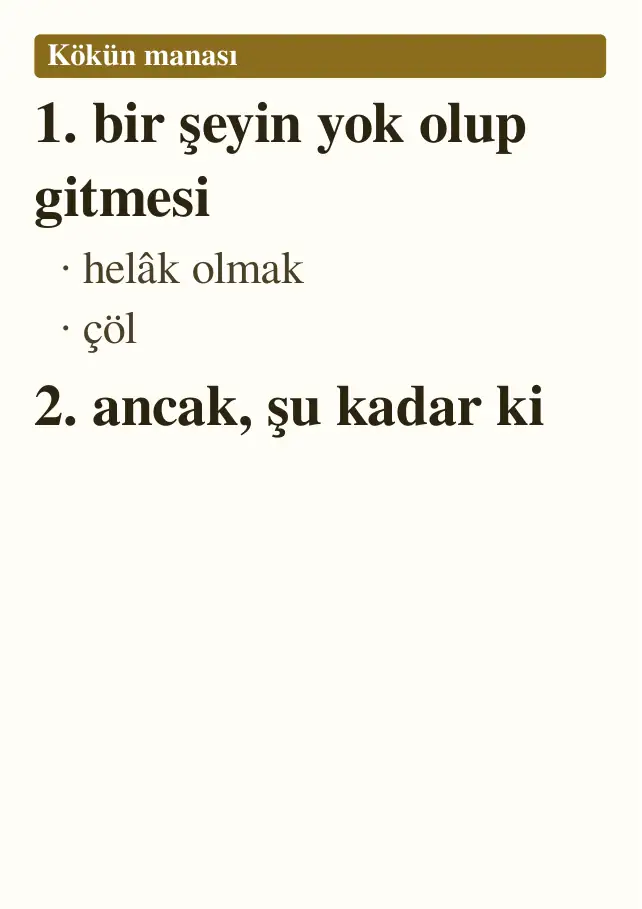 Kökün manası
1. bir şeyin yok olup
gitmesi
· helâk olmak
· çöl
2. ancak, şu kadar ki